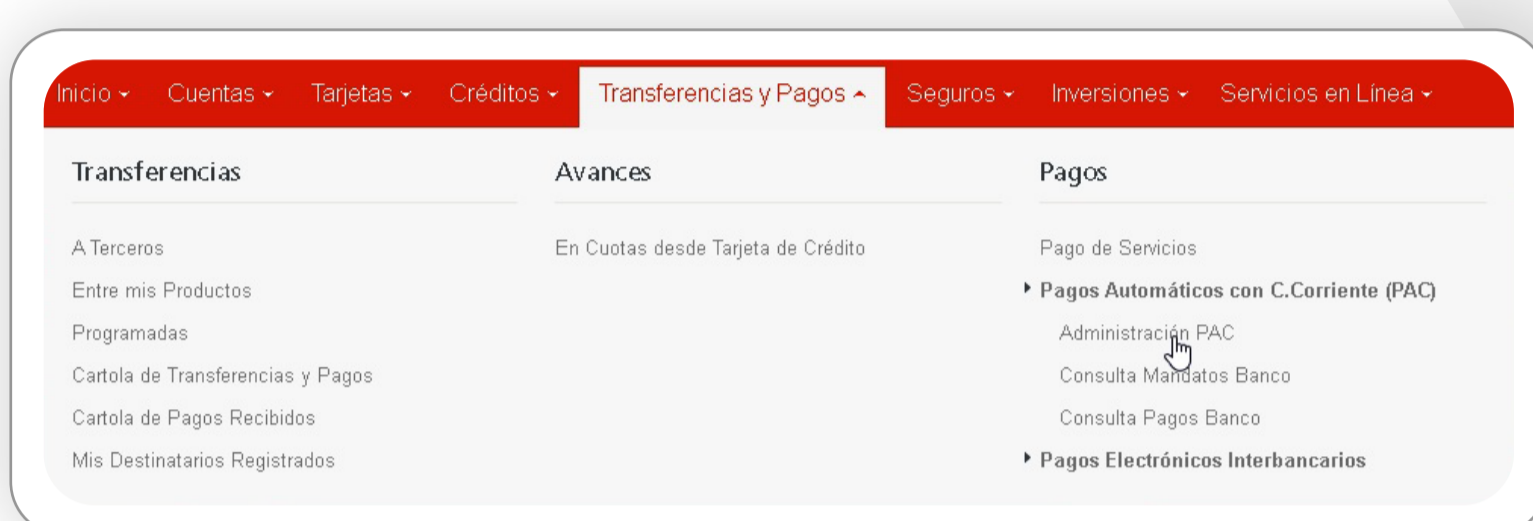 Inicio Cuentas Tarjetas Créditos Transferencias y Pagos Seguros Inversiones Servicios en Línea
Transferencias
A Terceros
Entre mis Productos
Programadas
Cartola de Transferencias y Pagos
Cartola de Pagos Recibidos
Mis Destinatarios Registrados
Avances
En Cuotas desde Tarjeta de Crédito
Pagos
Pago de Servicios
Pagos Automáticos con C.Corriente (PAC)
Administración PAC
Consulta Mandatos Banco
Consulta Pagos Banco
Pagos Electrónicos Interbancarios